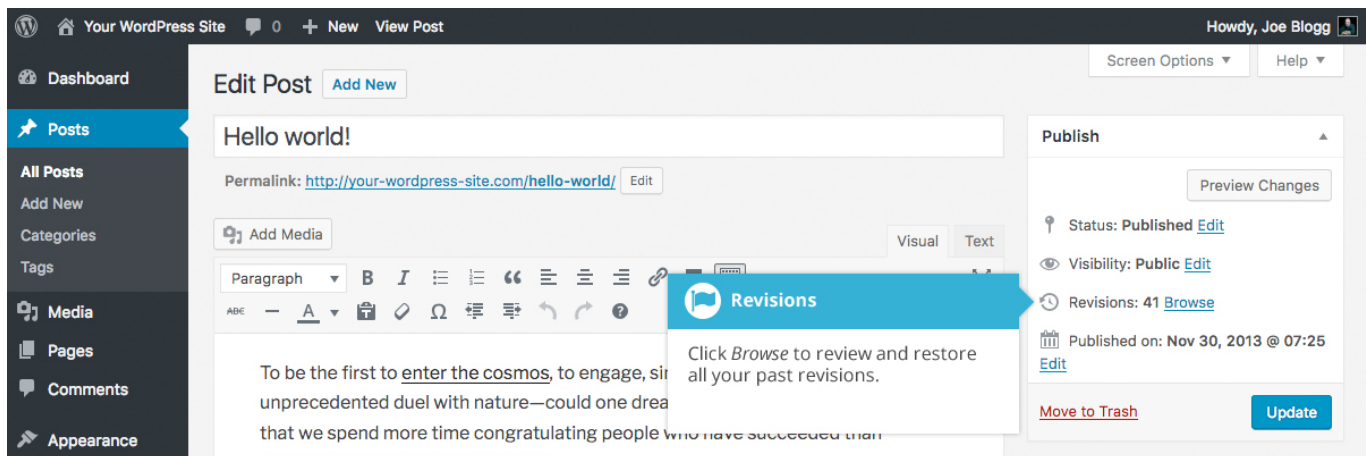 Your WordPress Site 0 + New View Post Howdy, Joe Blogg
Screen Options ▼ Help ▼
Dashboard
Edit Post Add New
Posts
Hello world!
Publish
All Posts
Permalink: http://your-wordpress-site.com/hello-world/ Edit
Preview Changes
Add New
Categories
Add Media
Visual Text
Status: Published Edit
Tags
Paragraph B I
Visibility: Public Edit
Revisions
Revisions: 41 Browse
Media
ABE A Ω
Click Browse to review and restore
all your past revisions.
Published on: Nov 30, 2013 @ 07:25
Edit
Pages
To be the first to enter the cosmos, to engage,
Comments
unprecedented duel with nature—could one
Move to Trash
Update
Appearance
that we spend more time congratulating people who have succeeded than